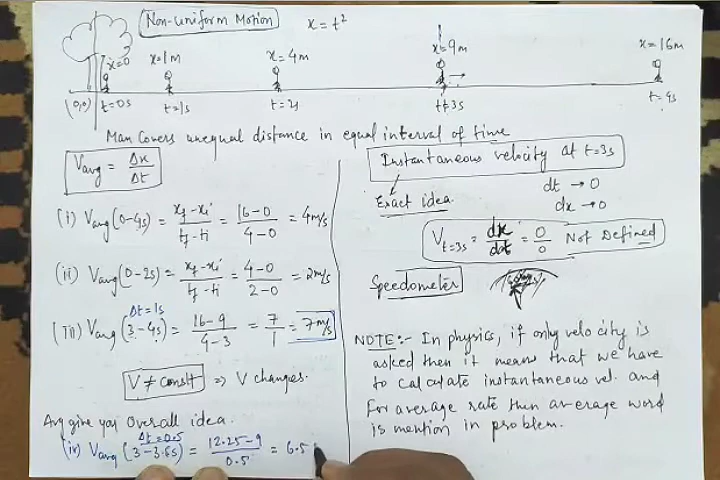 Non-uniform Motion x = t²
x=0 x=1m x=4m x=9m x=16m
(0,0) t=0s t=1s t=2s t=3s t=4s
Man covers unequal distance in equal interval of time
Vavg = Δx/Δt
(i) Vavg(0-4s) = xf-xi/tf-ti = 16-0/4-0 = 4m/s
(ii) Vavg(0-2s) = xf-xi/tf-ti = 4-0/2-0 = 2m/s
Δt=1s
(III) Vavg(3-4s) = 16-9/4-3 = 7/1 = 7m/s
V ≠ const ⇒ V changes.
Avg give you overall idea.
Δt=0.5
(iv) Vavg(3-3.5s) = 12.25-9/0.5 = 6.5
Instantaneous velocity at t=3s
Exact idea.
dt → 0
dx → 0
Vt=3s = dx/dt = 0/0 Not Defined
Speedometer
NOTE:- In physics, if only velocity is
asked then it means that we have
to calculate instantaneous vel. and
For average rate then average word
is mention in problem.